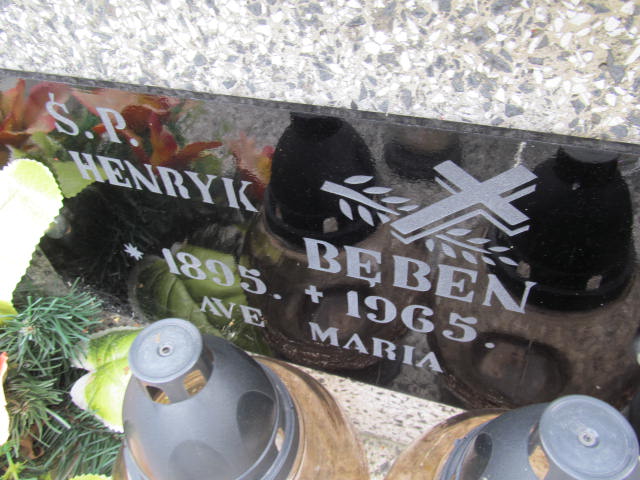 Ś.P.
HENRYK
BĘBEN
* 1895. + 1965.
AVE MARIA